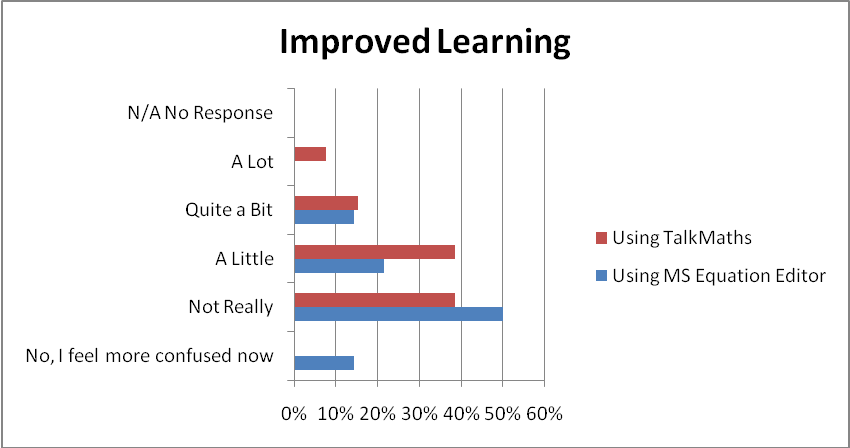 Improved Learning
N/A No Response
A Lot
Quite a Bit
A Little
Not Really
No, I feel more confused now
0% 10% 20% 30% 40% 50% 60%
Using TalkMaths
Using MS Equation Editor